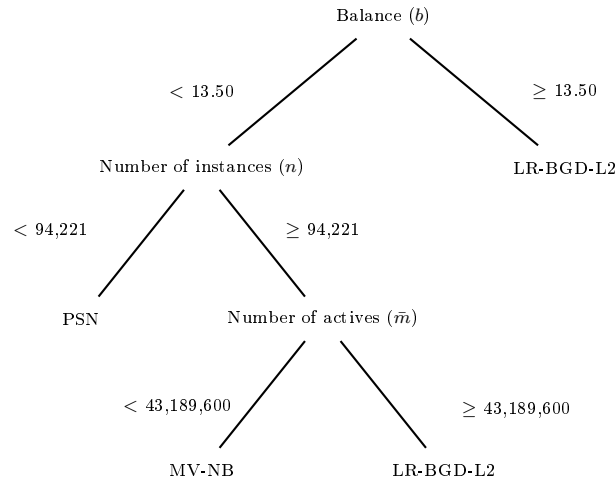 Balance (b)
< 13.50
≥ 13.50
Number of instances (n)
LR-BGD-L2
< 94,221
≥ 94,221
PSN
Number of actives (m̄)
< 43,189,600
≥ 43,189,600
MV-NB
LR-BGD-L2